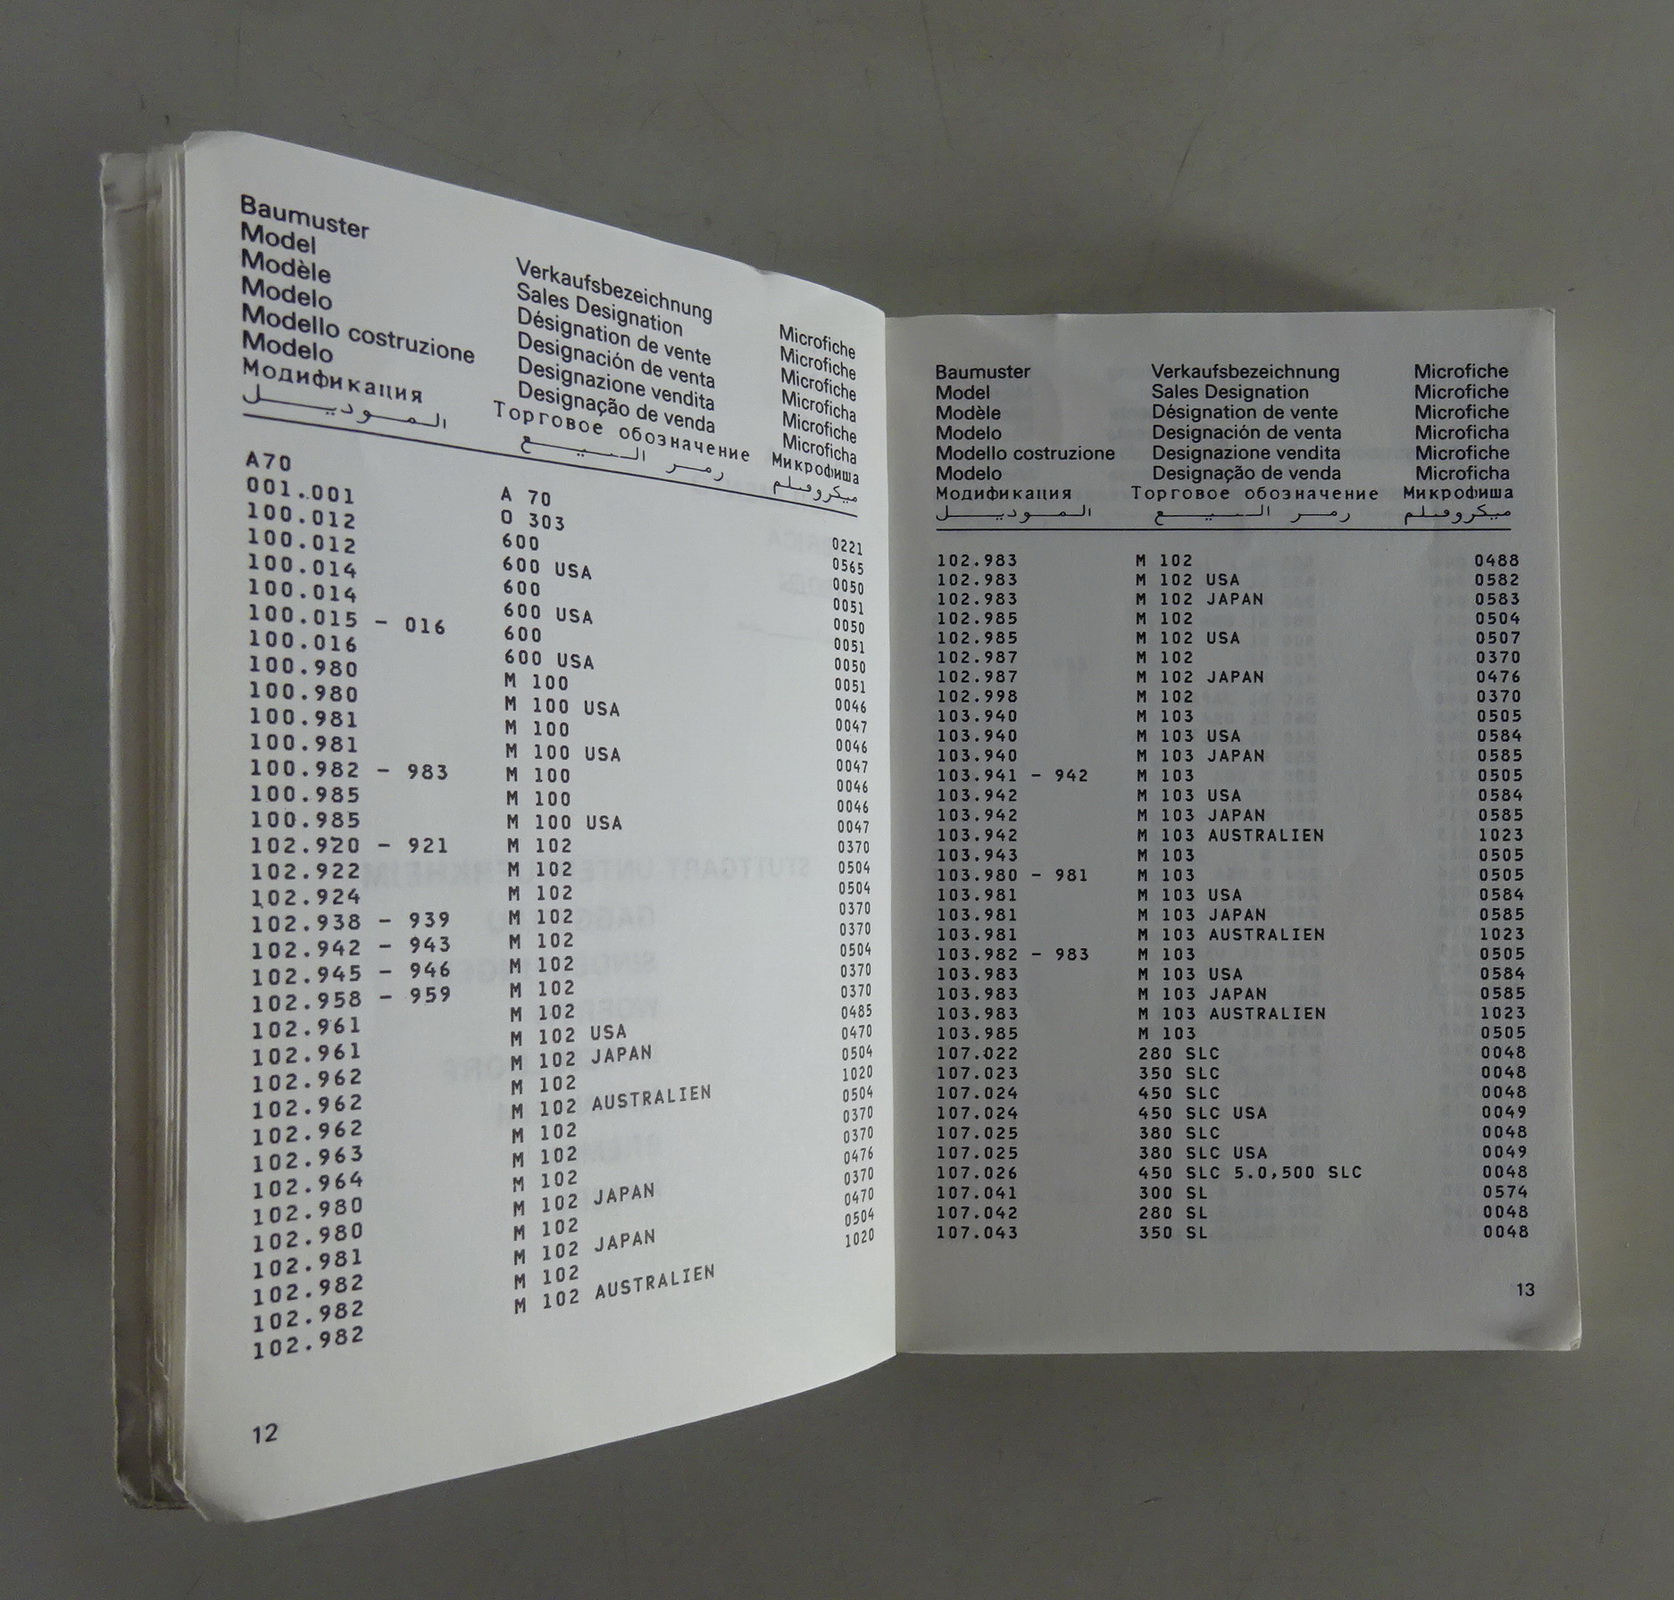 Baumuster Verkaufsbezeichnung Microfiche
Model Sales Designation Microfiche
Modèle Désignation de vente Microfiche
Modelo Designación de venta Microficha
Modello costruzione Designazione vendita Microfiche
Modelo Designação de venda Microficha
Модификация Торговое обозначение Микрофиша
الموديل رمز البيع ميكروفيلم
A70 A 70 0221
001.001 O 303 0565
100.012 600 0050
100.012 600 USA 0051
100.014 600 0050
100.014 600 USA 0051
100.015 - 016 600 0050
100.016 600 USA 0051
100.980 M 100 0046
100.980 M 100 USA 0047
100.981 M 100 0046
100.981 M 100 USA 0047
100.982 - 983 M 100 0046
100.985 M 100 0046
100.985 M 100 USA 0047
102.920 - 921 M 102 0370
102.922 M 102 0504
102.924 M 102 0504
102.938 - 939 M 102 0370
102.942 - 943 M 102 0370
102.945 - 946 M 102 0504
102.958 - 959 M 102 0370
102.961 M 102 0370
102.961 M 102 USA 0485
102.962 M 102 JAPAN 0470
102.962 M 102 0504
102.962 M 102 AUSTRALIEN 1020
102.963 M 102 0504
102.964 M 102 0370
102.980 M 102 0370
102.980 M 102 JAPAN 0476
102.981 M 102 0370
102.982 M 102 JAPAN 0470
102.982 M 102 0504
102.982 M 102 AUSTRALIEN 1020
12
Baumuster Verkaufsbezeichnung Microfiche
Model Sales Designation Microfiche
Modèle Désignation de vente Microfiche
Modelo Designación de venta Microficha
Modello costruzione Designazione vendita Microfiche
Modelo Designação de venda Microficha
Модификация Торговое обозначение Микрофиша
الموديل رمز البيع ميكروفيلم
102.983 M 102 0488
102.983 M 102 USA 0582
102.983 M 102 JAPAN 0583
102.985 M 102 0504
102.985 M 102 USA 0507
102.987 M 102 0370
102.987 M 102 JAPAN 0476
102.998 M 102 0370
103.940 M 103 0505
103.940 M 103 USA 0584
103.940 M 103 JAPAN 0585
103.941 - 942 M 103 0505
103.942 M 103 USA 0584
103.942 M 103 JAPAN 0585
103.942 M 103 AUSTRALIEN 1023
103.943 M 103 0505
103.980 - 981 M 103 0505
103.981 M 103 USA 0584
103.981 M 103 JAPAN 0585
103.981 M 103 AUSTRALIEN 1023
103.982 - 983 M 103 0505
103.983 M 103 USA 0584
103.983 M 103 JAPAN 0585
103.983 M 103 AUSTRALIEN 1023
103.985 M 103 0505
107.022 280 SLC 0048
107.023 350 SLC 0048
107.024 450 SLC 0048
107.024 450 SLC USA 0049
107.025 380 SLC 0048
107.025 380 SLC USA 0049
107.026 450 SLC 5.0,500 SLC 0048
107.041 300 SL 0574
107.042 280 SL 0048
107.043 350 SL 0048
13